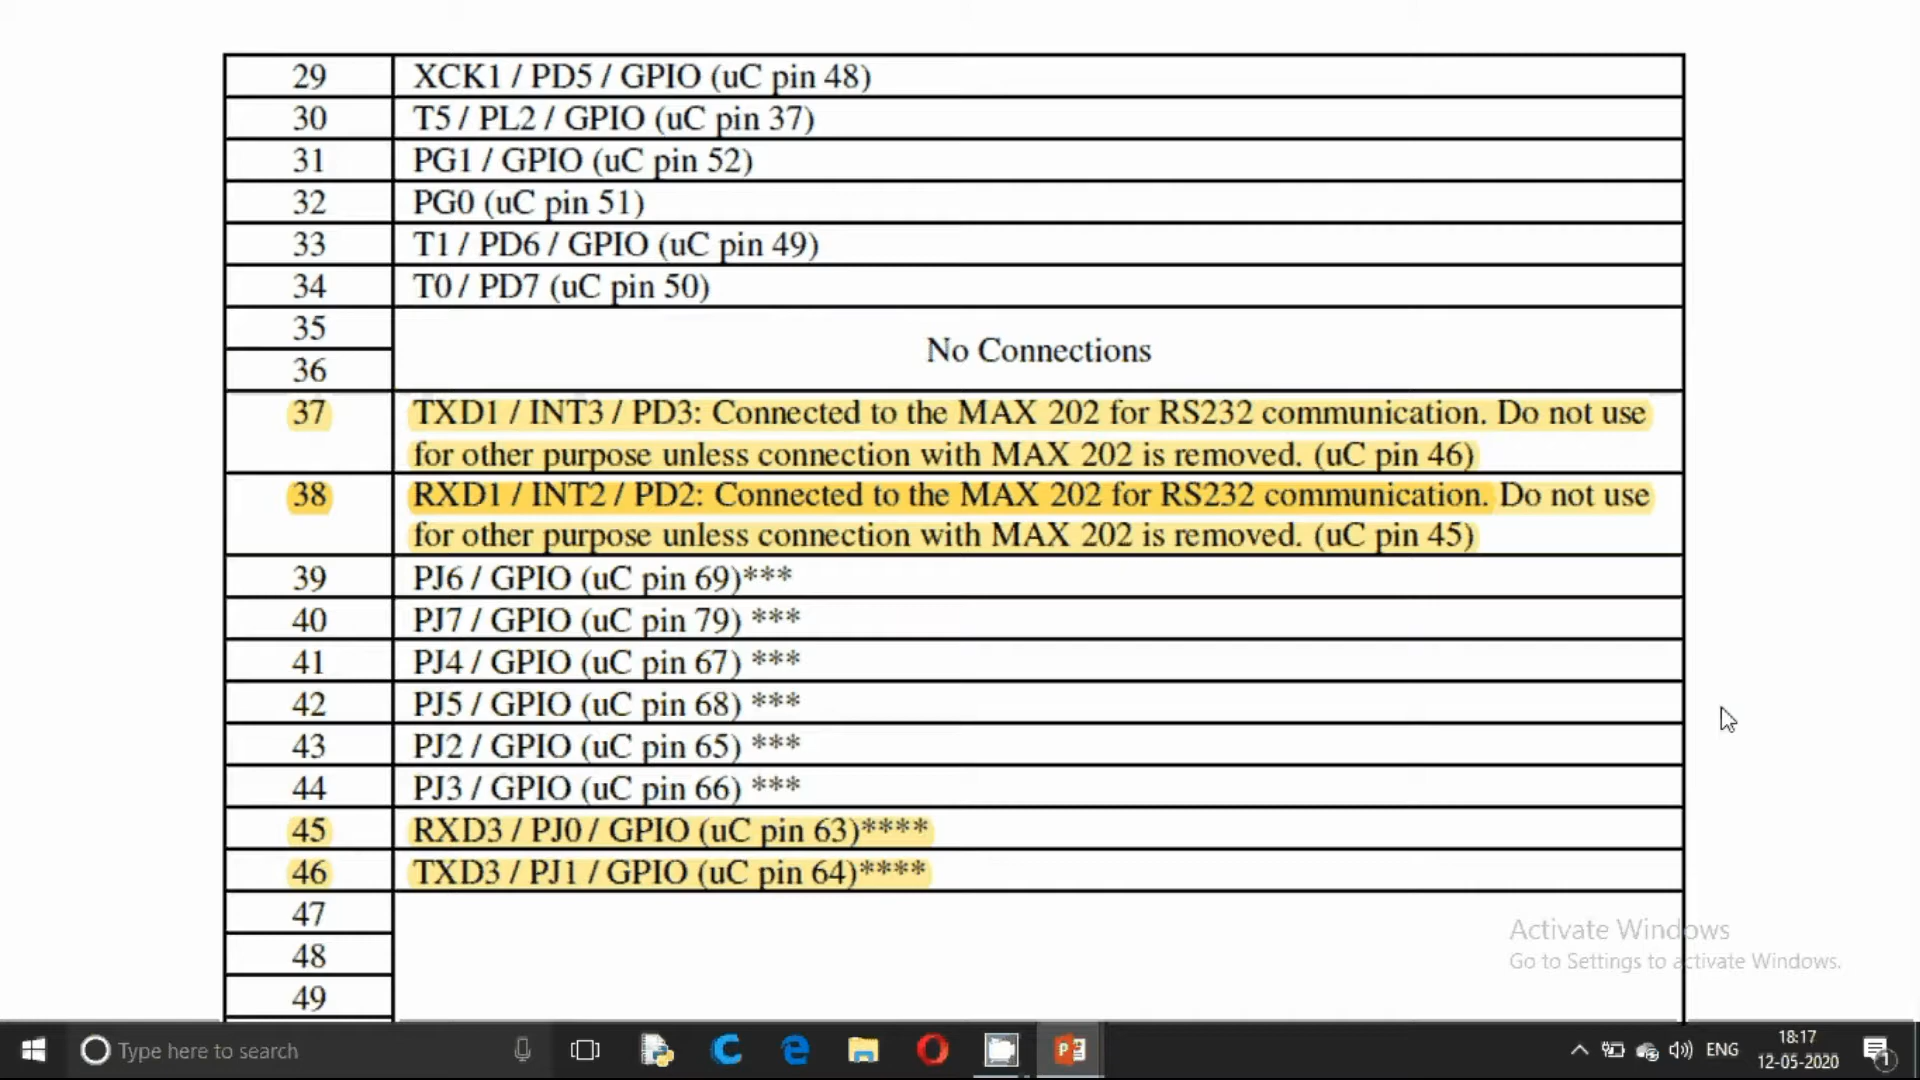 29 XCK1 / PD5 / GPIO (uC pin 48)
30 T5 / PL2 / GPIO (uC pin 37)
31 PG1 / GPIO (uC pin 52)
32 PG0 (uC pin 51)
33 T1 / PD6 / GPIO (uC pin 49)
34 T0 / PD7 (uC pin 50)
35
No Connections
36
37 TXD1 / INT3 / PD3: Connected to the MAX 202 for RS232 communication. Do not use
for other purpose unless connection with MAX 202 is removed. (uC pin 46)
38 RXD1 / INT2 / PD2: Connected to the MAX 202 for RS232 communication. Do not use
for other purpose unless connection with MAX 202 is removed. (uC pin 45)
39 PJ6 / GPIO (uC pin 69)***
40 PJ7 / GPIO (uC pin 79) ***
41 PJ4 / GPIO (uC pin 67) ***
42 PJ5 / GPIO (uC pin 68) ***
43 PJ2 / GPIO (uC pin 65) ***
44 PJ3 / GPIO (uC pin 66) ***
45 RXD3 / PJ0 / GPIO (uC pin 63)****
46 TXD3 / PJ1 / GPIO (uC pin 64)****
47
48
49
Activate Windows
Go to Settings to activate Windows.
Type here to search
ENG
18:17
12-05-2020
1